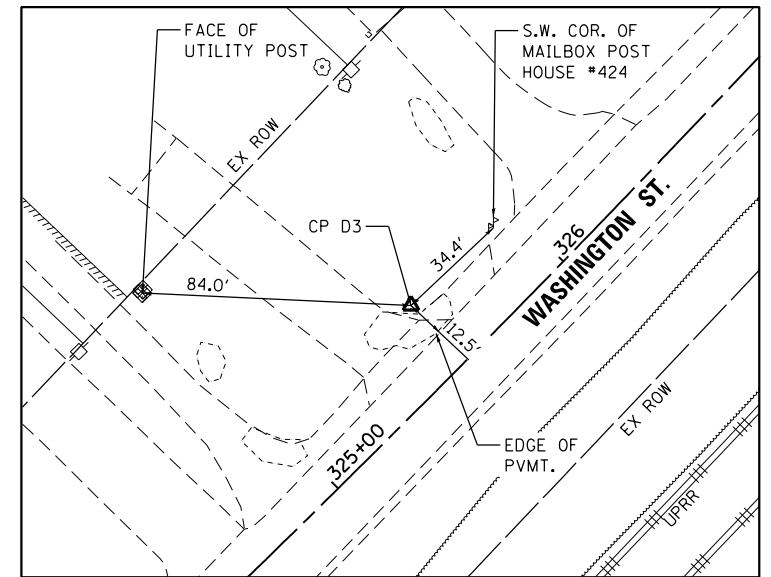 FACE OF
UTILITY POST
S.W. COR. OF
MAILBOX POST
HOUSE #424
EX ROW
CP D3
34.4'
326
WASHINGTON ST.
84.0'
12.5'
EX ROW
325+00
EDGE OF
PVMT.
UPRR